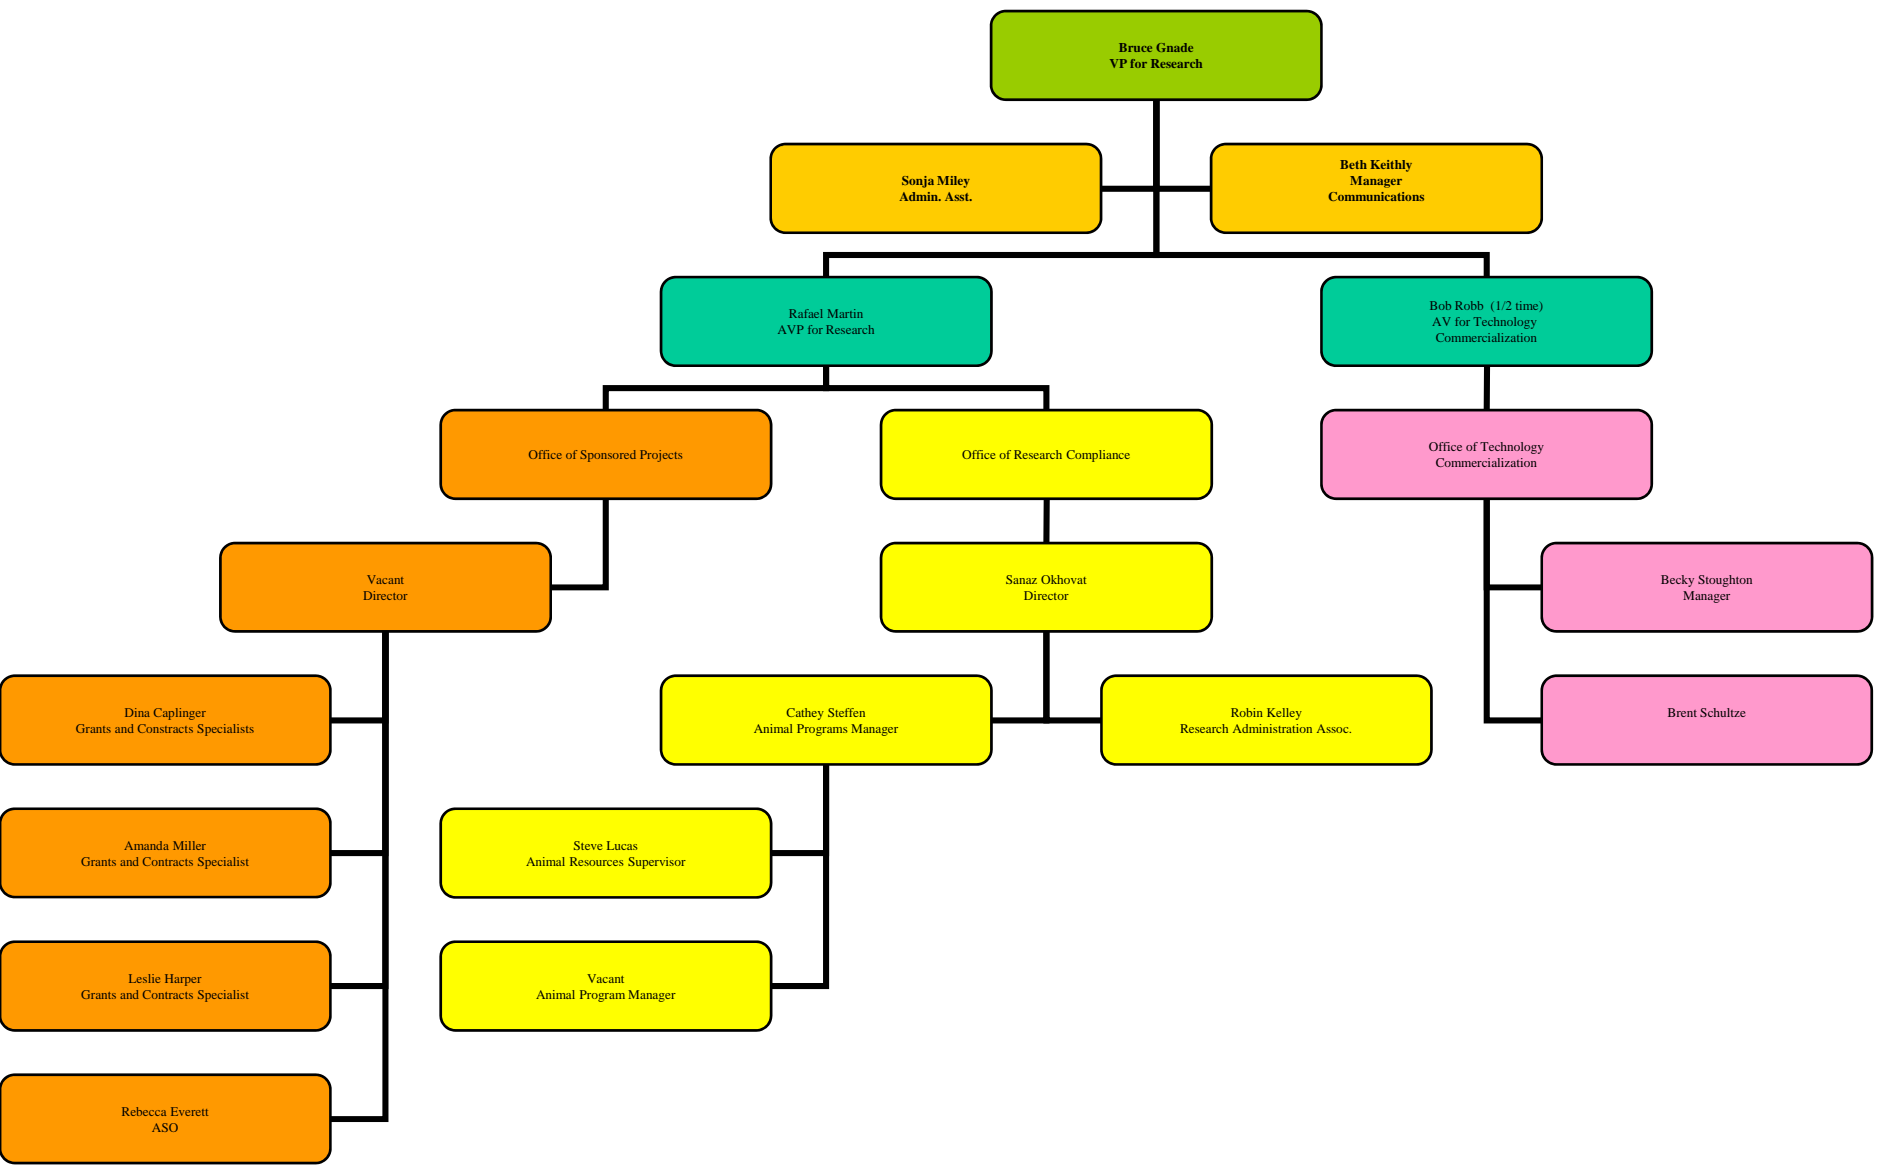 Bruce Gnade
VP for Research
Sonja Miley
Admin. Asst.
Beth Keithly
Manager
Communications
Rafael Martin
AVP for Research
Bob Robb (1/2 time)
AV for Technology
Commercialization
Office of Sponsored Projects
Office of Research Compliance
Office of Technology
Commercialization
Vacant
Director
Sanaz Okhovat
Director
Becky Stoughton
Manager
Dina Caplinger
Grants and Constracts Specialists
Cathey Steffen
Animal Programs Manager
Robin Kelley
Research Administration Assoc.
Brent Schultze
Amanda Miller
Grants and Contracts Specialist
Steve Lucas
Animal Resources Supervisor
Leslie Harper
Grants and Contracts Specialist
Vacant
Animal Program Manager
Rebecca Everett
ASO